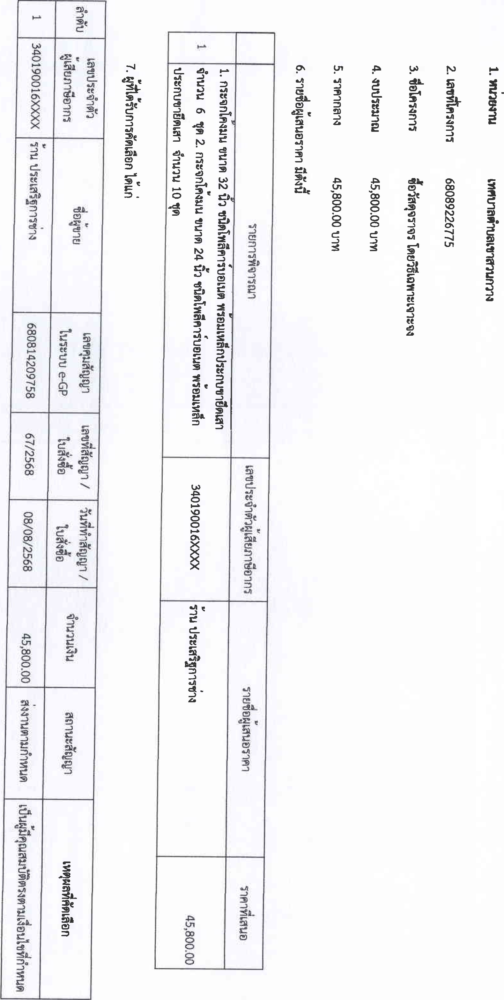 1. หน่วยงาน เทศบาลตำบลเขาสวนกวาง
2. เลขที่โครงการ 68089226775
3. ชื่อโครงการ ซื้อวัสดุจราจร โดยวิธีเฉพาะเจาะจง
4. งบประมาณ 45,800.00 บาท
5. ราคากลาง 45,800.00 บาท
6. รายชื่อผู้เสนอราคา มีดังนี้
รายการพิจารณา เลขประจำตัวผู้เสียภาษีอากร รายชื่อผู้เสนอราคา ราคาที่เสนอ
1 1. กระจกโค้งมน ขนาด 32 นิ้ว ชนิดโพลีคาร์บอเนต พร้อมเหล็กประกบขายึดเสา
จำนวน 6 ชุด 2. กระจกโค้งมน ขนาด 24 นิ้ว ชนิดโพลีคาร์บอเนต พร้อมเหล็ก 340190016XXXX ร้าน ประเสริฐการช่าง 45,800.00
ประกบขายึดเสา จำนวน 10 ชุด
7. ผู้ที่ได้รับการคัดเลือก ได้แก่
ลำดับ เลขประจำตัว ชื่อผู้ขาย เลขคุมสัญญา เลขที่สัญญา / วันที่ทำสัญญา / จำนวนเงิน สถานะสัญญา เหตุผลที่คัดเลือก
ผู้เสียภาษีอากร ในระบบ e-GP ใบสั่งซื้อ ใบสั่งซื้อ
1 340190016XXXX ร้าน ประเสริฐการช่าง 680814209758 67/2568 08/08/2568 45,800.00 ส่งงานตามกำหนด เป็นผู้มีคุณสมบัติตรงตามเงื่อนไขที่กำหนด